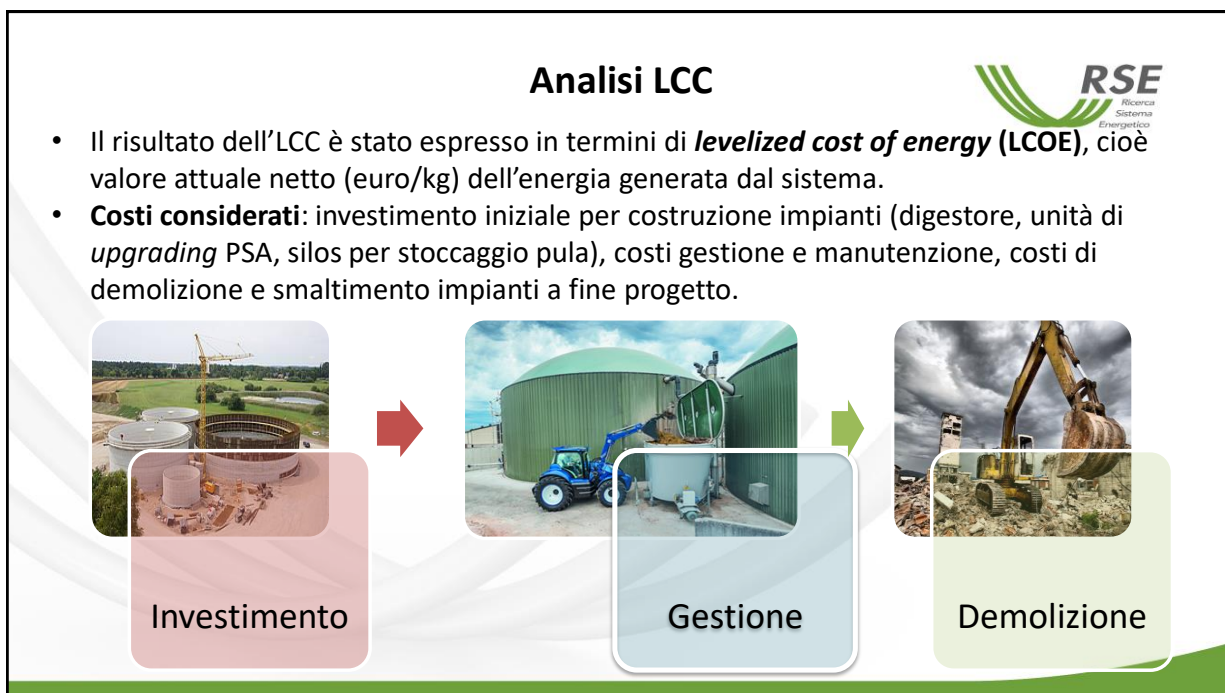 Analisi LCC
RSE
Ricerca
Sistema
Energetico
• Il risultato dell’LCC è stato espresso in termini di levelized cost of energy (LCOE), cioè
valore attuale netto (euro/kg) dell’energia generata dal sistema.
• Costi considerati: investimento iniziale per costruzione impianti (digestore, unità di
upgrading PSA, silos per stoccaggio pula), costi gestione e manutenzione, costi di
demolizione e smaltimento impianti a fine progetto.
Investimento
Gestione
Demolizione